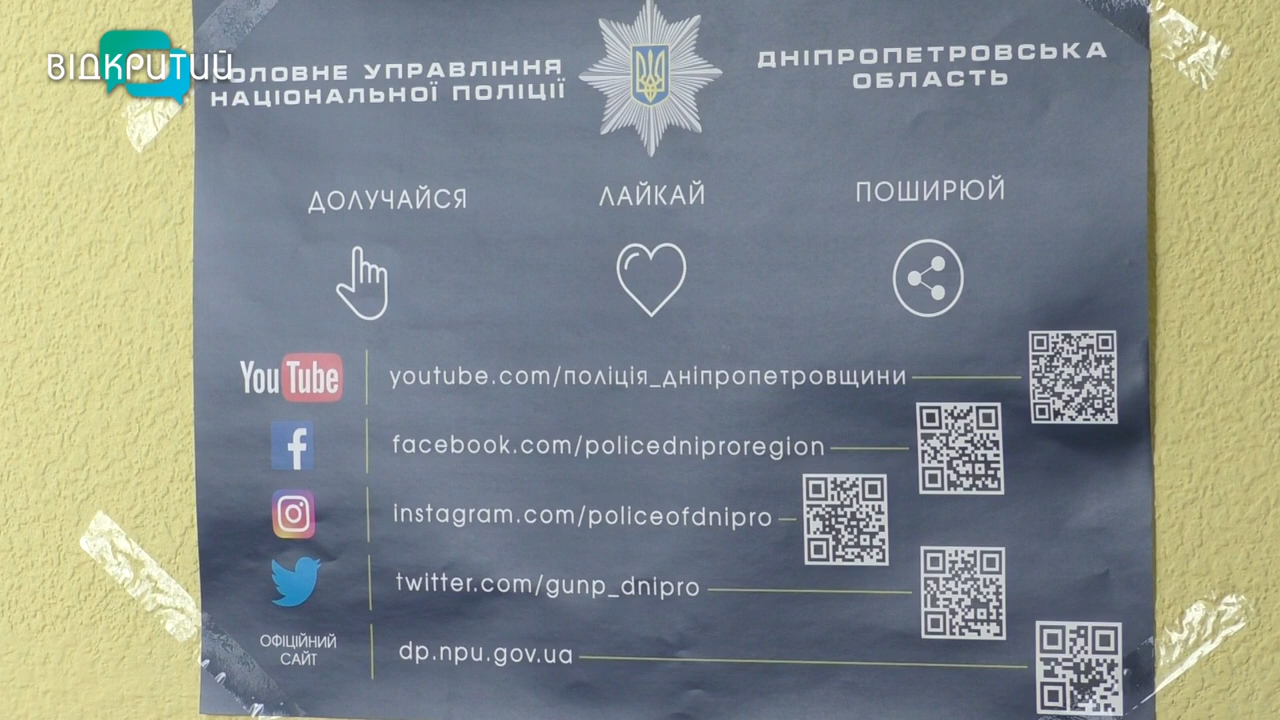 ВІДКРИТИЙ
ГОЛОВНЕ УПРАВЛІННЯ
НАЦІОНАЛЬНОЇ ПОЛІЦІЇ
ДНІПРОПЕТРОВСЬКА
ОБЛАСТЬ
ДОЛУЧАЙСЯ
ЛАЙКАЙ
ПОШИРЮЙ
YouTube
youtube.com/поліція_дніпропетровщини
facebook.com/policedniproregion
instagram.com/policeofdnipro
twitter.com/gunp_dnipro
ОФІЦІЙНИЙ
САЙТ
dp.npu.gov.ua